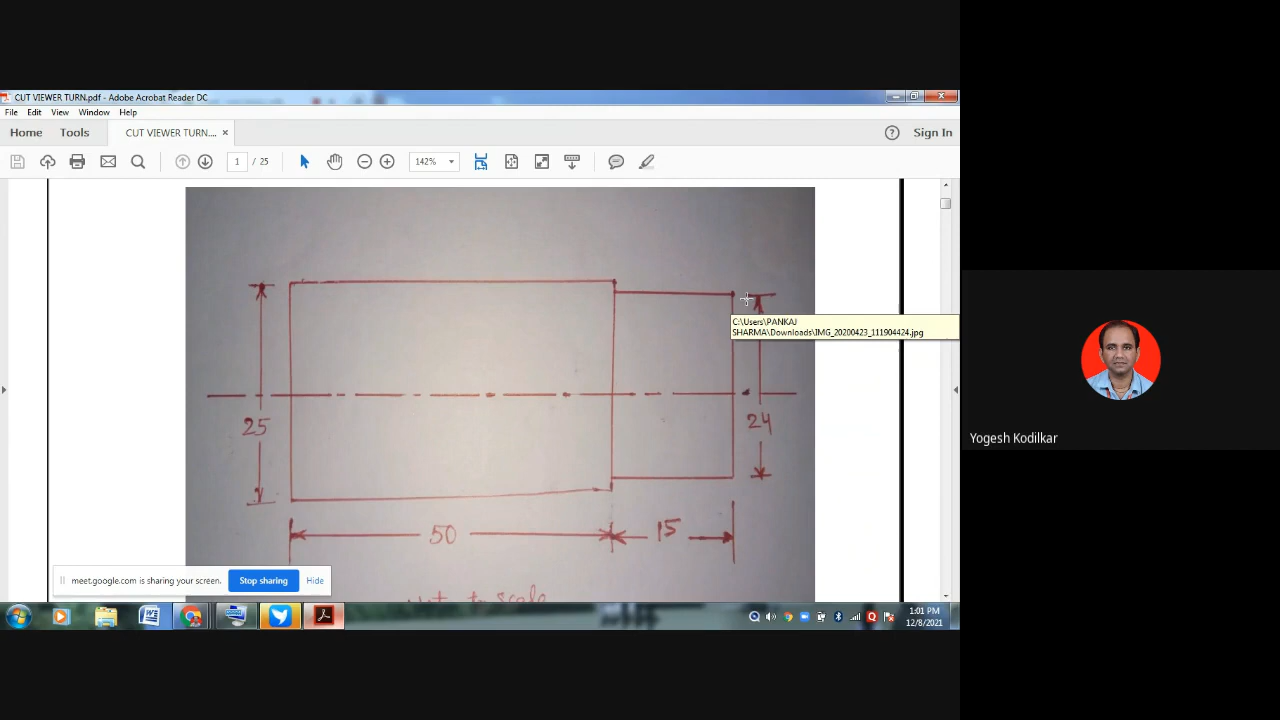 CUT VIEWER TURN.pdf - Adobe Acrobat Reader DC
File Edit View Window Help
Home Tools CUT VIEWER TURN.... × Sign In
1 / 25 142%
C:\Users\PANKAJ
SHARMA\Downloads\IMG_20200423_111904424.jpg
25
24
50
15
to scale
meet.google.com is sharing your screen. Stop sharing Hide
1:01 PM
12/8/2021
Yogesh Kodilkar